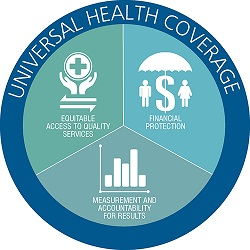 UNIVERSAL HEALTH COVERAGE
EQUITABLE
ACCESS TO QUALITY
SERVICES
FINANCIAL
PROTECTION
$
MEASUREMENT AND
ACCOUNTABILITY
FOR RESULTS